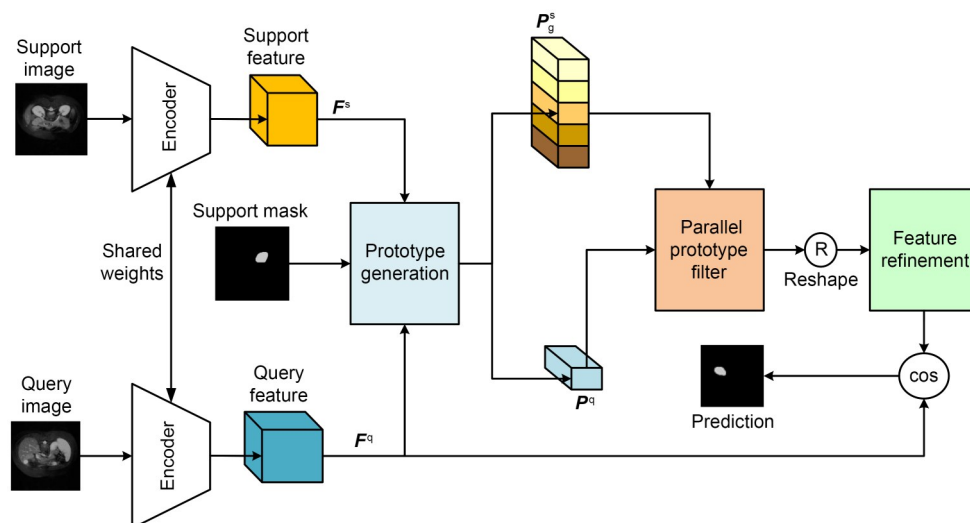 Support
image
Encoder
Support
feature
F^s
P_g^s
Support mask
Shared
weights
Prototype
generation
Parallel
prototype
filter
R
Reshape
Feature
refinement
Query
image
Encoder
Query
feature
F^q
P^q
Prediction
cos